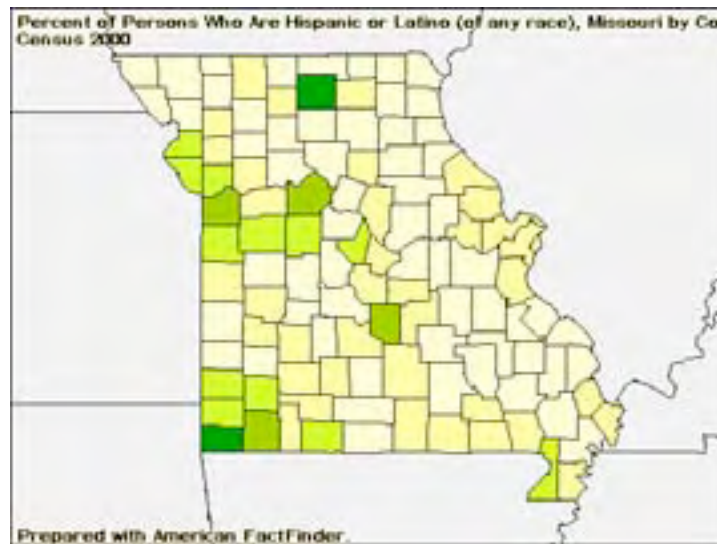 Percent of Persons Who Are Hispanic or Latino (of any race), Missouri by Co
Census 2000
Prepared with American FactFinder.